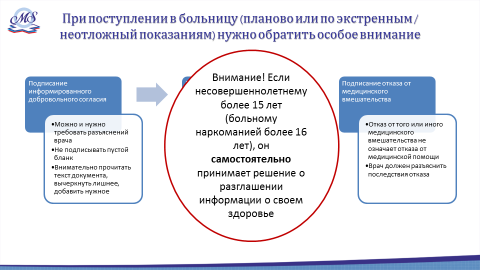 MS
При поступлении в больницу (планово или по экстренным /
неотложный показаниям) нужно обратить особое внимание
Подписание
информированного
добровольного согласия
•Можно и нужно
требовать разъяснений
врача
•Не подписывать пустой
бланк
•Внимательно прочитать
текст документа,
вычеркнуть лишнее,
добавить нужное
Внимание! Если
несовершеннолетнему
более 15 лет
(больному
наркоманией более 16
лет), он
самостоятельно
принимает решение о
разглашении
информации о своем
здоровье
Подписание отказа от
медицинского
вмешательства
•Отказ от того или иного
медицинского
вмешательства не
означает отказа от
медицинской помощи
•Врач должен разъяснить
последствия отказа